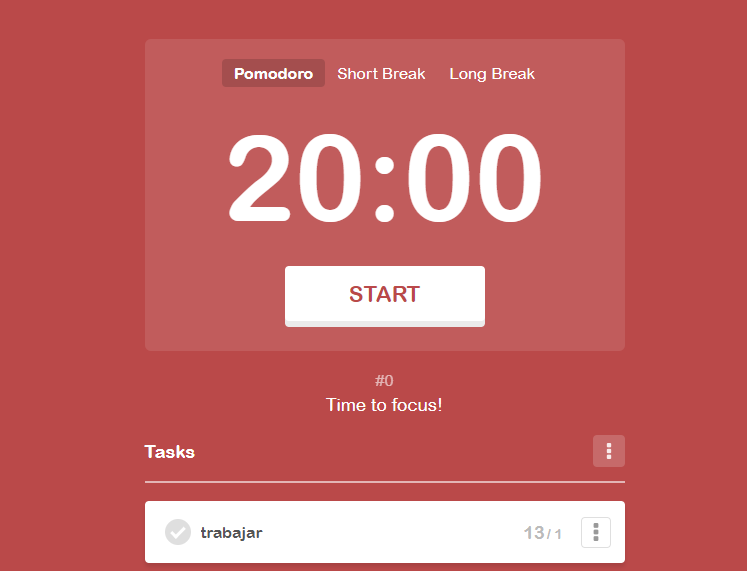 Pomodoro Short Break Long Break
20:00
START
#0
Time to focus!
Tasks
trabajar 13/ 1